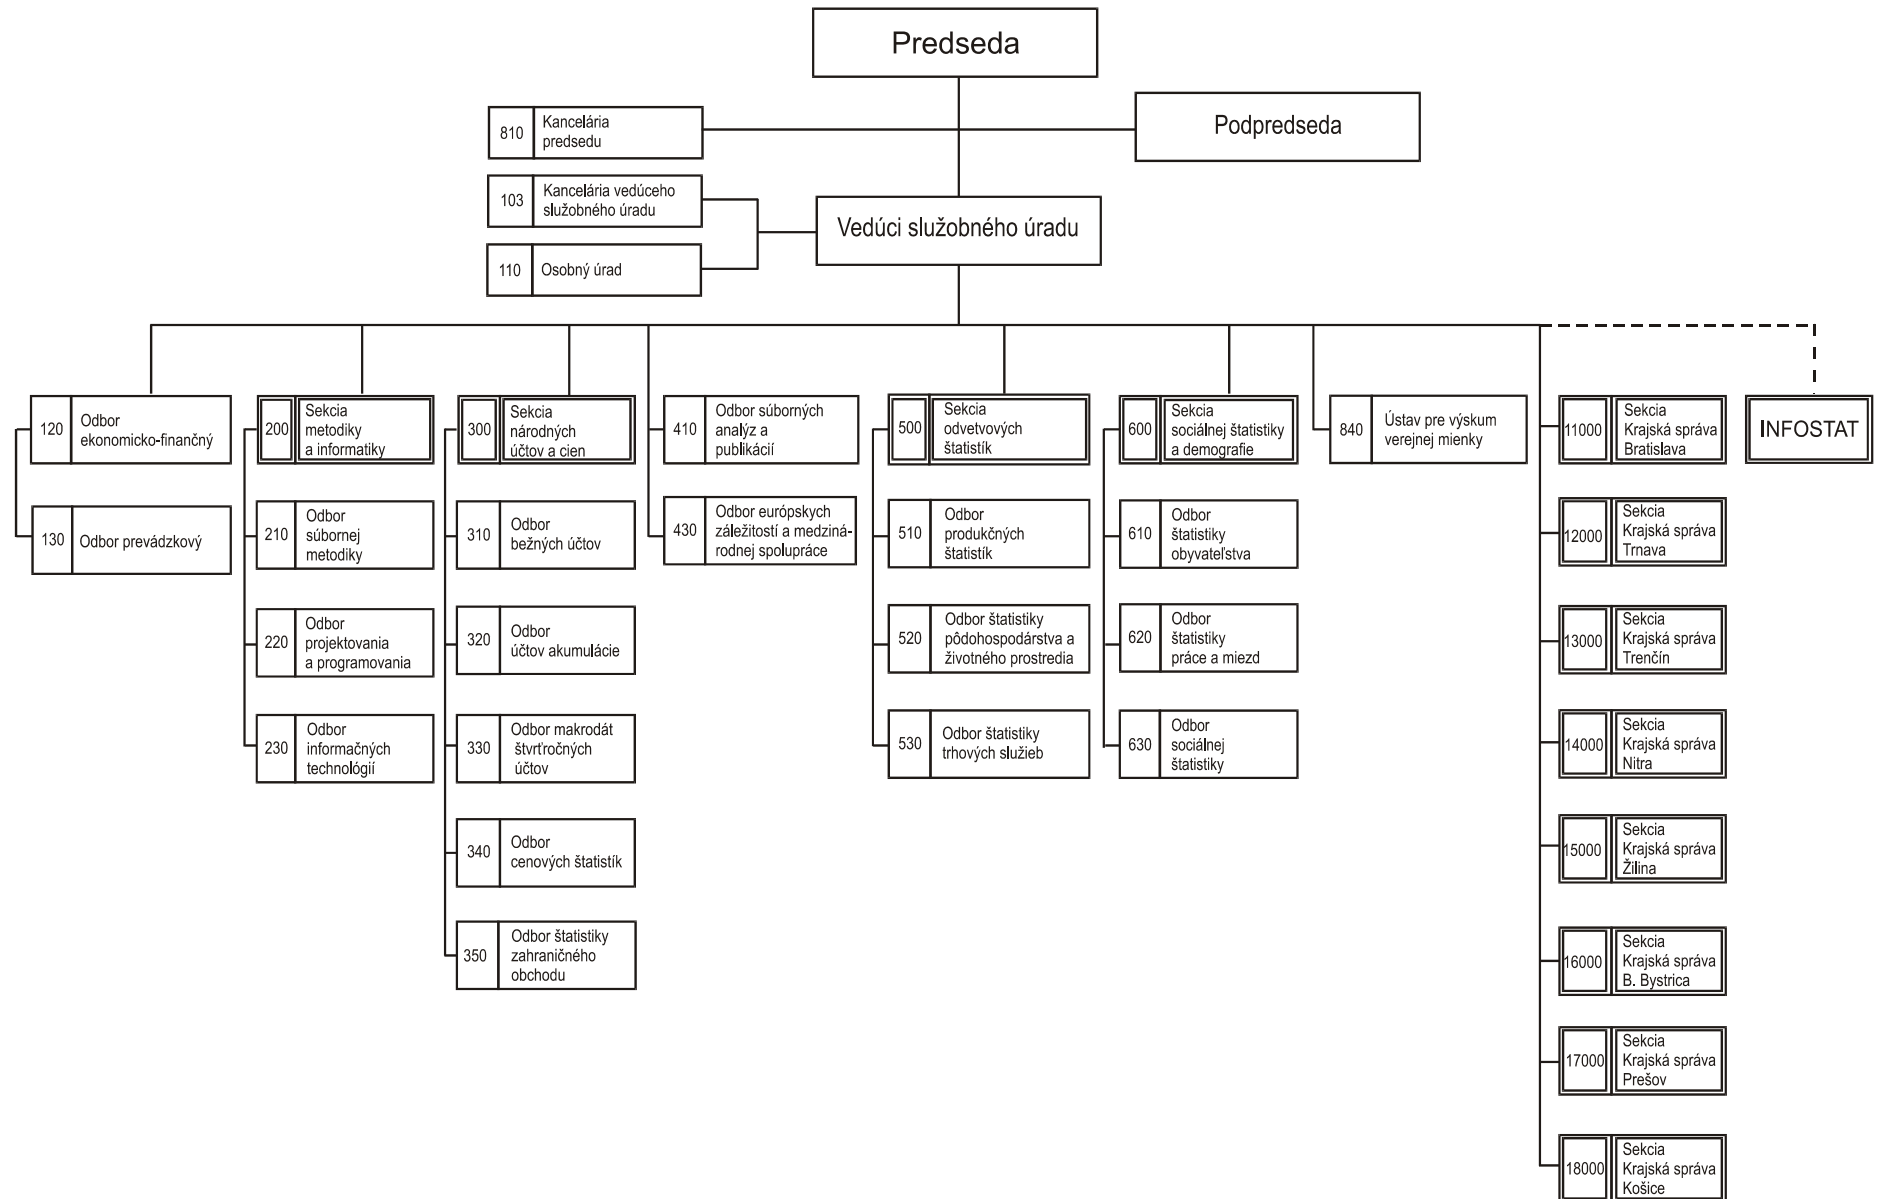 Predseda
810
Kancelária
predsedu
Podpredseda
103
Kancelária vedúceho
služobného úradu
Vedúci služobného úradu
110
Osobný úrad
120
Odbor
ekonomicko-finančný
130
Odbor prevádzkový
200
Sekcia
metodiky
a informatiky
210
Odbor
súbornej
metodiky
220
Odbor
projektovania
a programovania
230
Odbor
informačných
technológií
300
Sekcia
národných
účtov a cien
310
Odbor
bežných účtov
320
Odbor
účtov akumulácie
330
Odbor makrodát
štvrťročných
účtov
340
Odbor
cenových štatistík
350
Odbor štatistiky
zahraničného
obchodu
410
Odbor súborných
analýz a
publikácií
430
Odbor európskych
záležitostí a medziná-
rodnej spolupráce
500
Sekcia
odvetvových
štatistík
510
Odbor
produkčných
štatistík
520
Odbor štatistiky
pôdohospodárstva a
životného prostredia
530
Odbor štatistiky
trhových služieb
600
Sekcia
sociálnej štatistiky
a demografie
610
Odbor
štatistiky
obyvateľstva
620
Odbor
štatistiky
práce a miezd
630
Odbor
sociálnej
štatistiky
840
Ústav pre výskum
verejnej mienky
11000
Sekcia
Krajská správa
Bratislava
12000
Sekcia
Krajská správa
Trnava
13000
Sekcia
Krajská správa
Trenčín
14000
Sekcia
Krajská správa
Nitra
15000
Sekcia
Krajská správa
Žilina
16000
Sekcia
Krajská správa
B. Bystrica
17000
Sekcia
Krajská správa
Prešov
18000
Sekcia
Krajská správa
Košice
INFOSTAT